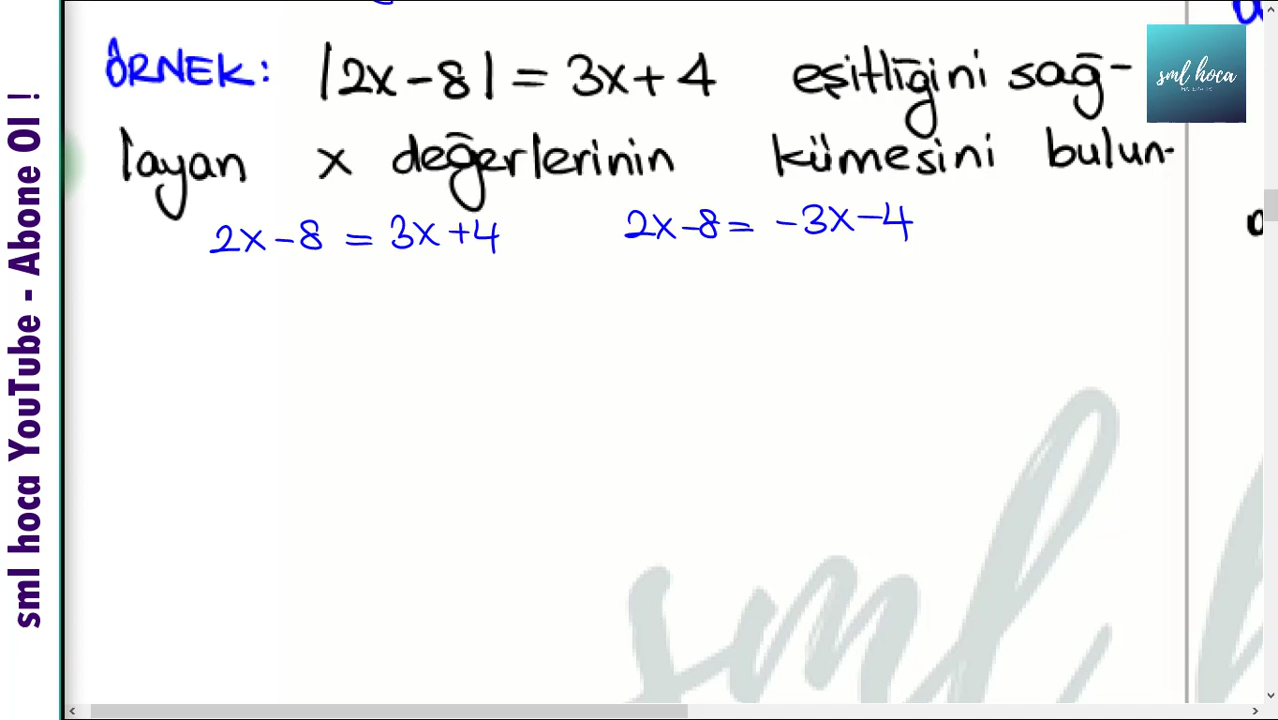 sml hoca YouTube - Abone Ol !
ÖRNEK: |2x-8| = 3x+4 eşitliğini sağ-
layan x değerlerinin kümesini bulun-
2x-8 = 3x+4 2x-8 = -3x-4
sml hoca
sml h